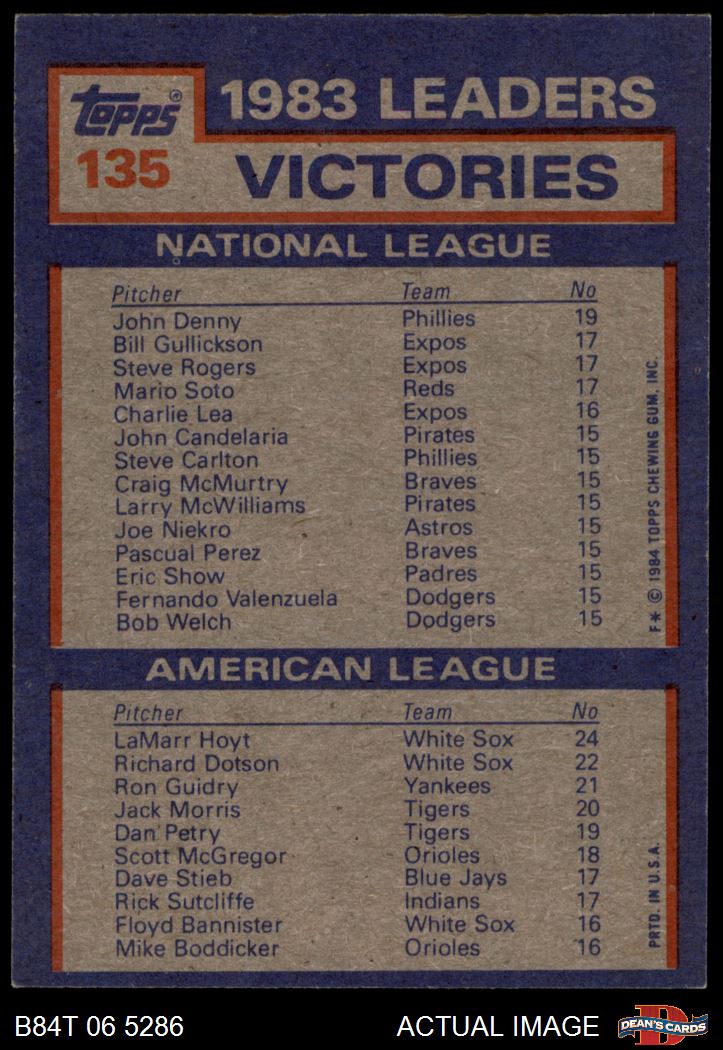 Topps ® 1983 LEADERS
135 VICTORIES
NATIONAL LEAGUE
Pitcher Team No
John Denny Phillies 19
Bill Gullickson Expos 17
Steve Rogers Expos 17
Mario Soto Reds 17
Charlie Lea Expos 16
John Candelaria Pirates 15
Steve Carlton Phillies 15
Craig McMurtry Braves 15
Larry McWilliams Pirates 15
Joe Niekro Astros 15
Pascual Perez Braves 15
Eric Show Padres 15
Fernando Valenzuela Dodgers 15
Bob Welch Dodgers 15
F* © 1984 TOPPS CHEWING GUM, INC.
AMERICAN LEAGUE
Pitcher Team No
LaMarr Hoyt White Sox 24
Richard Dotson White Sox 22
Ron Guidry Yankees 21
Jack Morris Tigers 20
Dan Petry Tigers 19
Scott McGregor Orioles 18
Dave Stieb Blue Jays 17
Rick Sutcliffe Indians 17
Floyd Bannister White Sox 16
Mike Boddicker Orioles 16
PRTD. IN U.S.A.
B84T 06 5286 ACTUAL IMAGE D DEAN'S CARDS